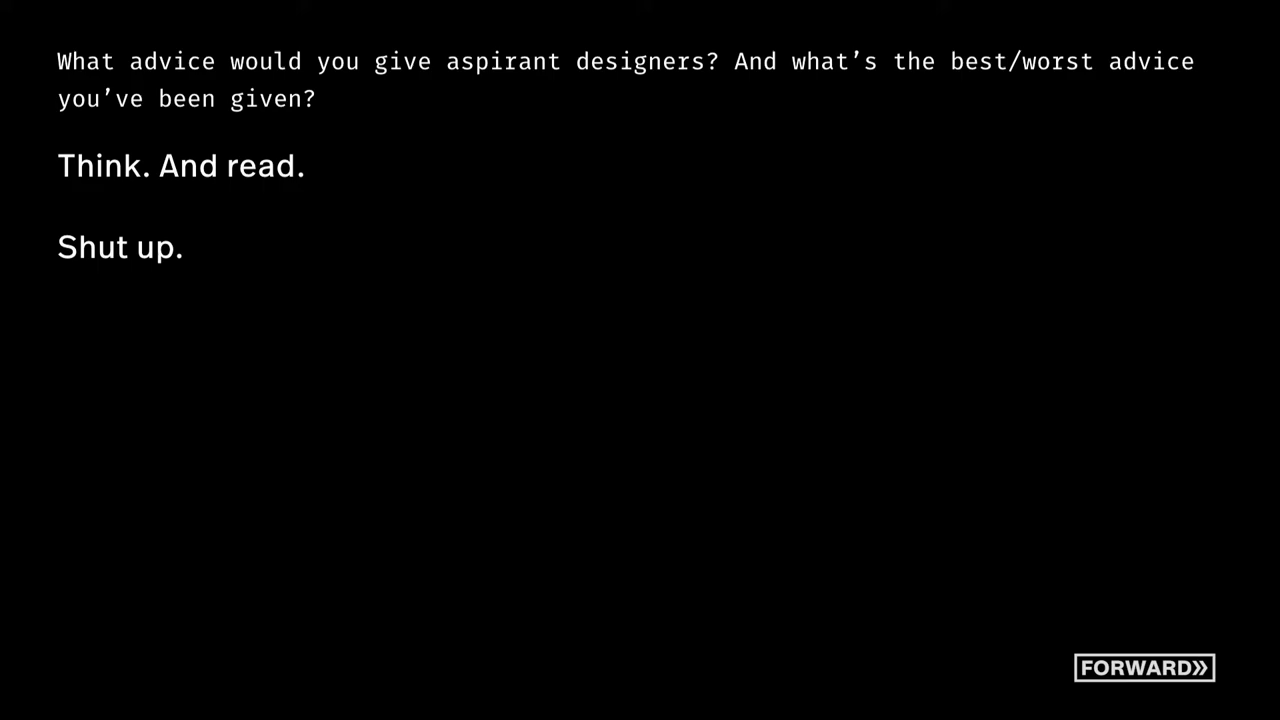 What advice would you give aspirant designers? And what’s the best/worst advice
you’ve been given?
Think. And read.
Shut up.
FORWARD»